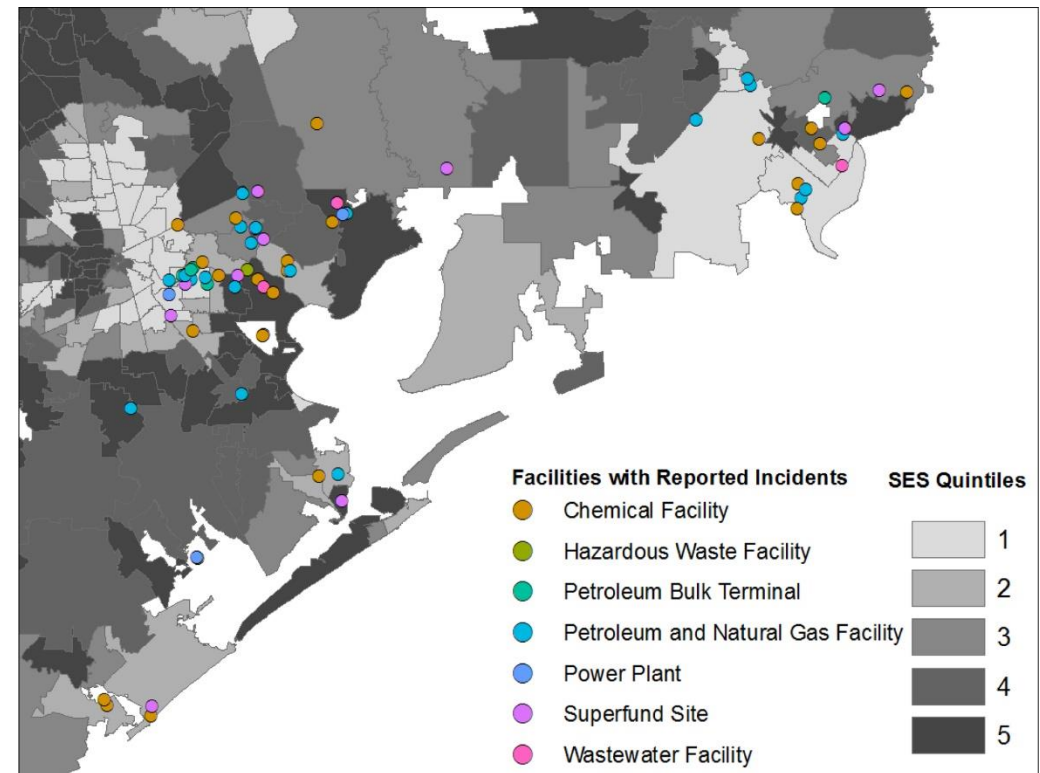 Facilities with Reported Incidents
Chemical Facility
Hazardous Waste Facility
Petroleum Bulk Terminal
Petroleum and Natural Gas Facility
Power Plant
Superfund Site
Wastewater Facility
SES Quintiles
1
2
3
4
5